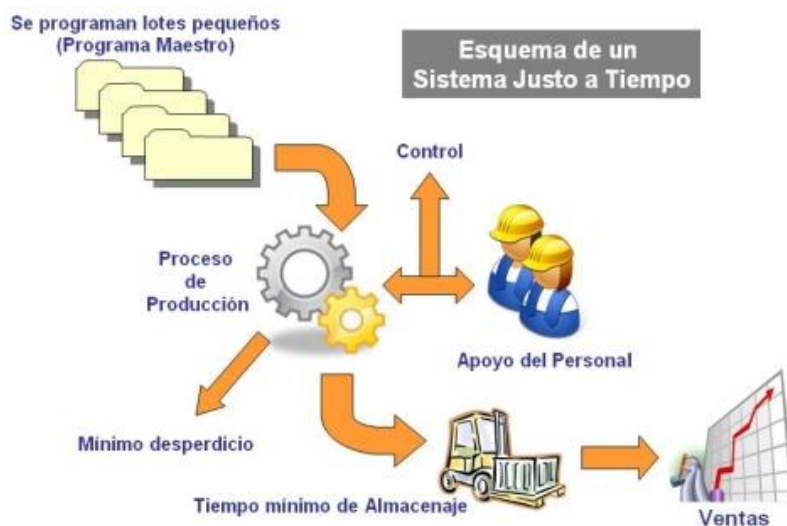 Se programan lotes pequeños
(Programa Maestro)
Esquema de un
Sistema Justo a Tiempo
Control
Proceso
de
Producción
Apoyo del Personal
Mínimo desperdicio
Tiempo mínimo de Almacenaje
Ventas